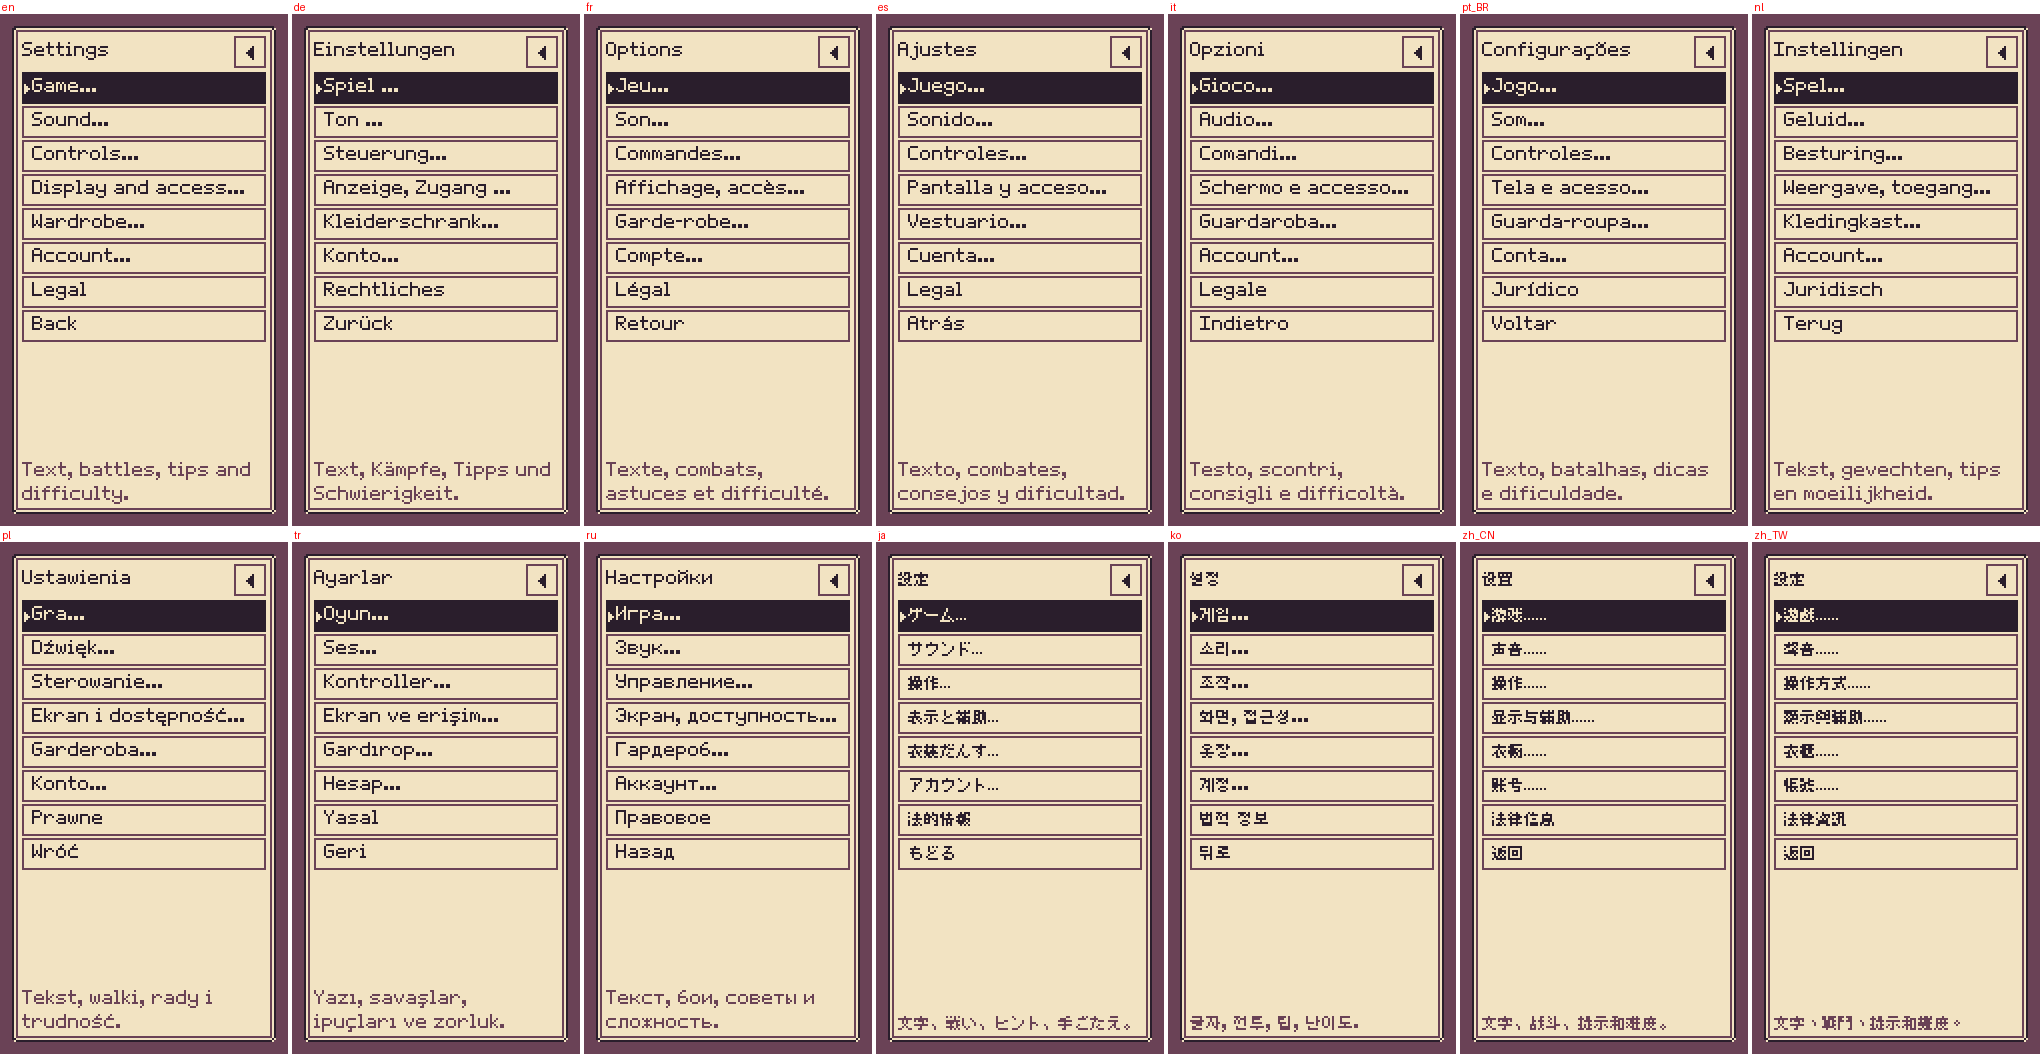 en
Settings
Game...
Sound...
Controls...
Display and access...
Wardrobe...
Account...
Legal
Back
Text, battles, tips and
difficulty.
de
Einstellungen
Spiel ...
Ton ...
Steuerung...
Anzeige, Zugang ...
Kleiderschrank...
Konto...
Rechtliches
Zurück
Text, Kämpfe, Tipps und
Schwierigkeit.
fr
Options
Jeu...
Son...
Commandes...
Affichage, accès...
Garde-robe...
Compte...
Légal
Retour
Texte, combats,
astuces et difficulté.
es
Ajustes
Juego...
Sonido...
Controles...
Pantalla y acceso...
Vestuario...
Cuenta...
Legal
Atrás
Texto, combates,
consejos y dificultad.
it
Opzioni
Gioco...
Audio...
Comandi...
Schermo e accesso...
Guardaroba...
Account...
Legale
Indietro
Testo, scontri,
consigli e difficoltà.
pt_BR
Configurações
Jogo...
Som...
Controles...
Tela e acesso...
Guarda-roupa...
Conta...
Jurídico
Voltar
Texto, batalhas, dicas
e dificuldade.
nl
Instellingen
Spel...
Geluid...
Besturing...
Weergave, toegang...
Kledingkast...
Account...
Juridisch
Terug
Tekst, gevechten, tips
en moeilijkheid.
pl
Ustawienia
Gra...
Dźwięk...
Sterowanie...
Ekran i dostępność...
Garderoba...
Konto...
Prawne
Wróć
Tekst, walki, rady i
trudność.
tr
Ayarlar
Oyun...
Ses...
Kontroller...
Ekran ve erişim...
Gardırop...
Hesap...
Yasal
Geri
Yazı, savaşlar,
ipuçları ve zorluk.
ru
Настройки
Игра...
Звук...
Управление...
Экран, доступность...
Гардероб...
Аккаунт...
Правовое
Назад
Текст, бои, советы и
сложность.
ja
設定
ゲーム…
サウンド…
操作…
表示と補助…
衣装だんす…
アカウント…
法的情報
もどる
文字、戦い、ヒント、手ごたえ。
ko
설정
게임...
소리...
조작...
화면, 접근성...
옷장...
계정...
법적 정보
뒤로
글자, 전투, 팁, 난이도.
zh_CN
设置
游戏……
声音……
操作……
显示与辅助……
衣橱……
账号……
法律信息
返回
文字、战斗、提示和难度。
zh_TW
設定
遊戲……
聲音……
操作方式……
顯示與輔助……
衣櫃……
帳號……
法律資訊
返回
文字、戰鬥、提示和難度。